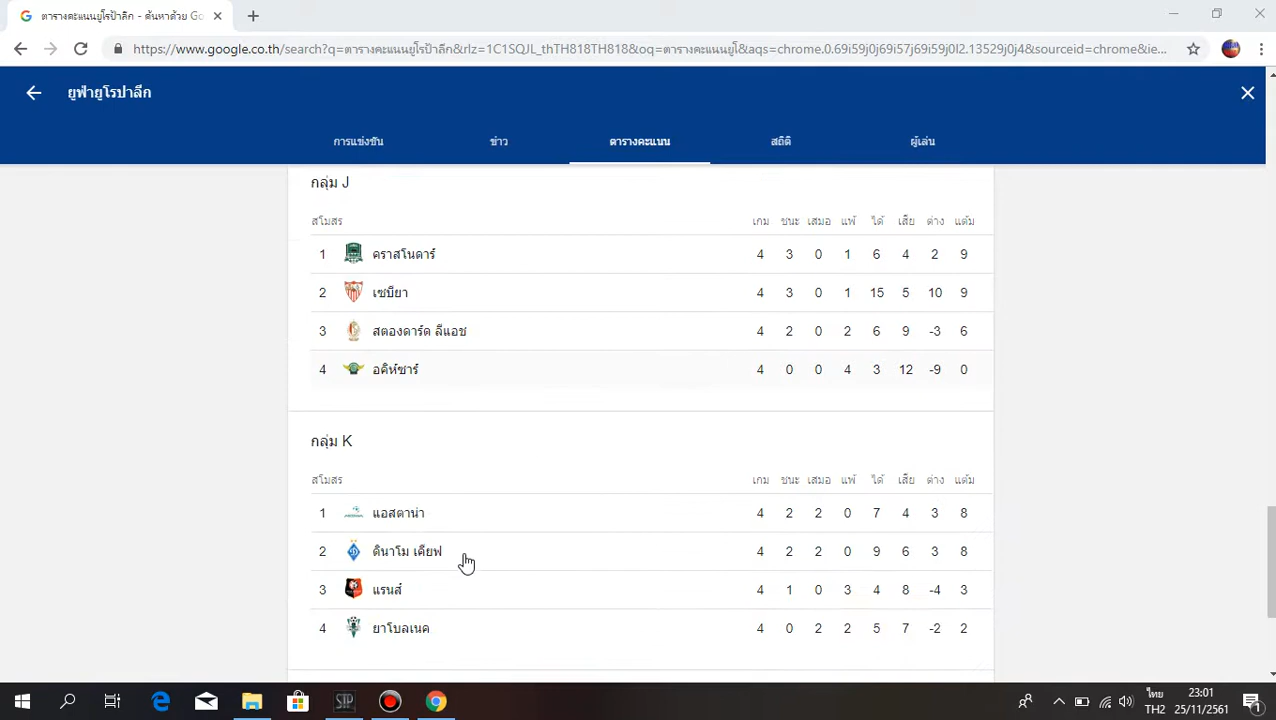 ตารางคะแนนยูโรป้าลีก - ค้นหาด้วย Go
https://www.google.co.th/search?q=ตารางคะแนนยูโรป้าลีก&rlz=1C1SQJL_thTH818TH818&oq=ตารางคะแนนยูโ&aqs=chrome.0.69i59j0j69i57j69i59j0l2.13529j0j4&sourceid=chrome&ie...
ยูฟ่ายูโรปาลีก
การแข่งขัน ข่าว ตารางคะแนน สถิติ ผู้เล่น
กลุ่ม J
สโมสร เกม ชนะ เสมอ แพ้ ได้ เสีย ต่าง แต้ม
1 คราสโนดาร์ 4 3 0 1 6 4 2 9
2 เซบียา 4 3 0 1 15 5 10 9
3 สตองดาร์ด ลีแอช 4 2 0 2 6 9 -3 6
4 อคิห์ซาร์ 4 0 0 4 3 12 -9 0
กลุ่ม K
สโมสร เกม ชนะ เสมอ แพ้ ได้ เสีย ต่าง แต้ม
1 แอสตาน่า 4 2 2 0 7 4 3 8
2 ดินาโม เคียฟ 4 2 2 0 9 6 3 8
3 แรนส์ 4 1 0 3 4 8 -4 3
4 ยาโบลเนค 4 0 2 2 5 7 -2 2
ไทย 23:01
TH2 25/11/2561